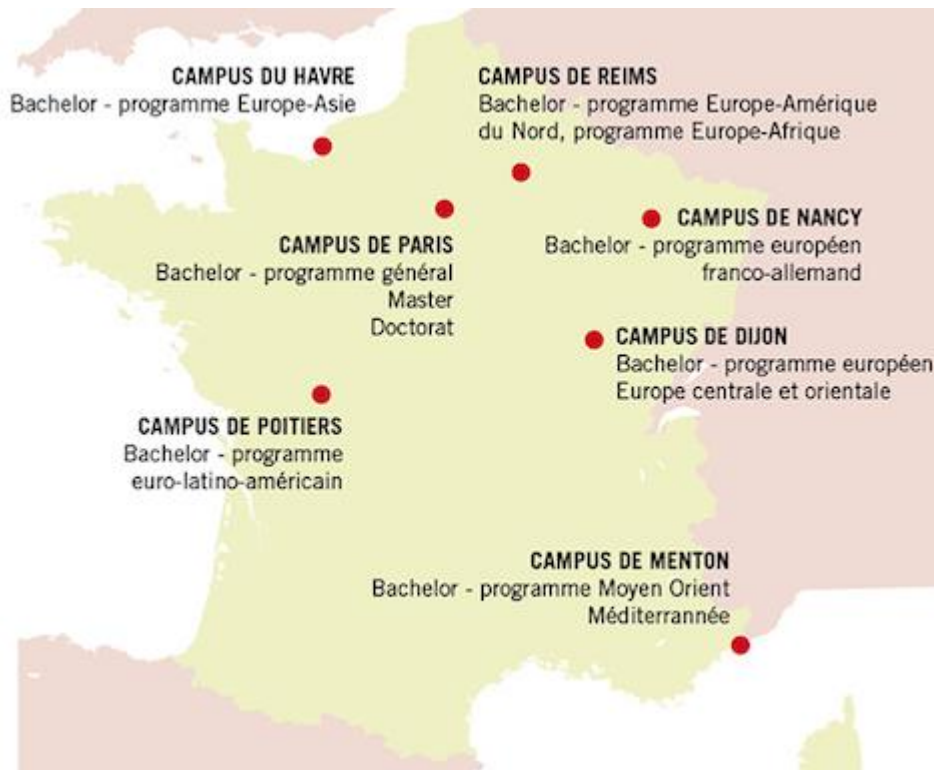 CAMPUS DU HAVRE
Bachelor - programme Europe-Asie
CAMPUS DE REIMS
Bachelor - programme Europe-Amérique
du Nord, programme Europe-Afrique
CAMPUS DE PARIS
Bachelor - programme général
Master
Doctorat
CAMPUS DE NANCY
Bachelor - programme européen
franco-allemand
CAMPUS DE DIJON
Bachelor - programme européen
Europe centrale et orientale
CAMPUS DE POITIERS
Bachelor - programme
euro-latino-américain
CAMPUS DE MENTON
Bachelor - programme Moyen Orient
Méditerrannée